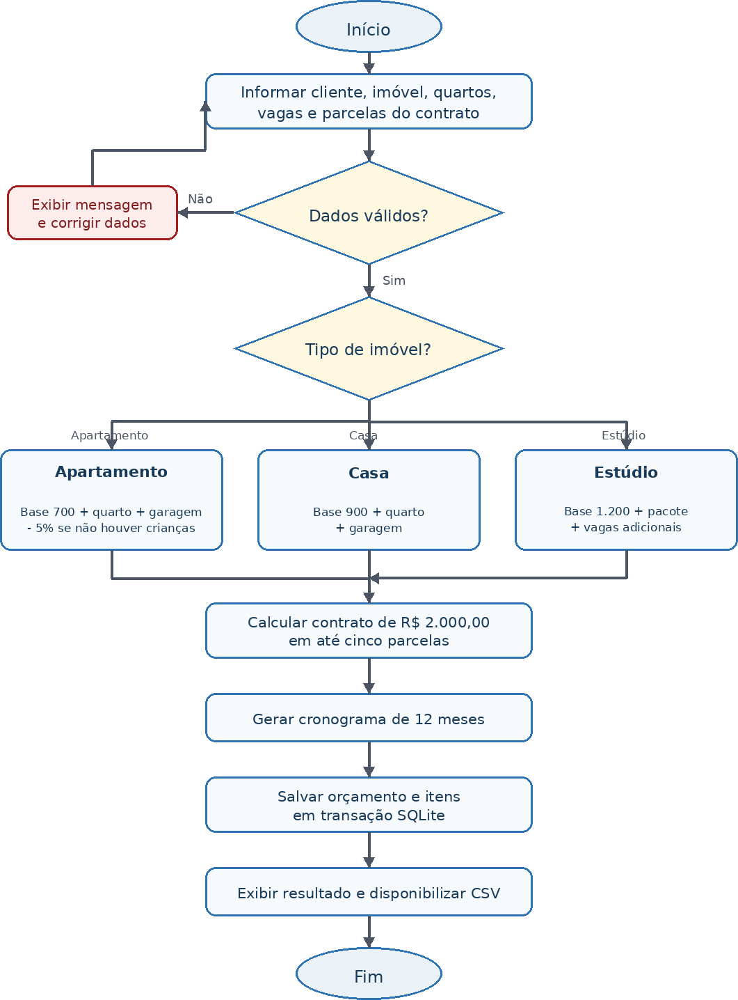 Início
Informar cliente, imóvel, quartos,
vagas e parcelas do contrato
Dados válidos?
Não
Exibir mensagem
e corrigir dados
Sim
Tipo de imóvel?
Apartamento
Casa
Estúdio
Apartamento
Base 700 + quarto + garagem
- 5% se não houver crianças
Casa
Base 900 + quarto
+ garagem
Estúdio
Base 1.200 + pacote
+ vagas adicionais
Calcular contrato de R$ 2.000,00
em até cinco parcelas
Gerar cronograma de 12 meses
Salvar orçamento e itens
em transação SQLite
Exibir resultado e disponibilizar CSV
Fim